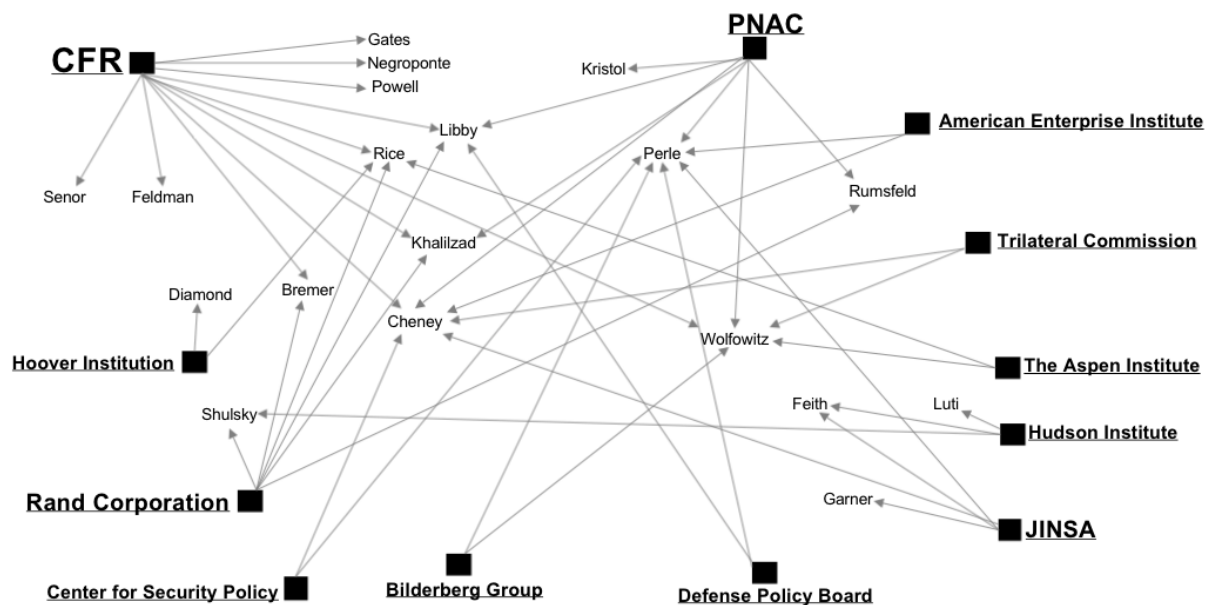 PNAC
CFR
Gates
Negroponte
Powell
Kristol
American Enterprise Institute
Libby
Rice
Perle
Senor
Feldman
Rumsfeld
Khalilzad
Trilateral Commission
Diamond
Bremer
Cheney
Wolfowitz
Hoover Institution
The Aspen Institute
Shulsky
Feith
Luti
Hudson Institute
Rand Corporation
Garner
JINSA
Center for Security Policy
Bilderberg Group
Defense Policy Board